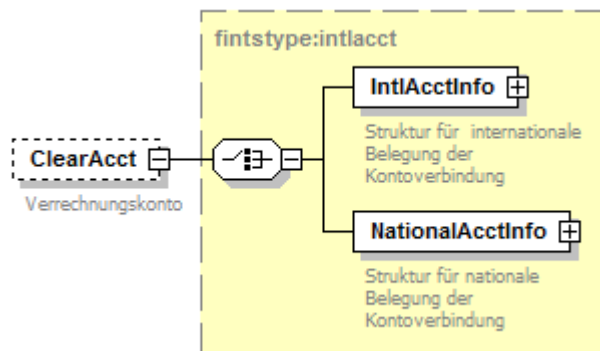 fintstype:intlacct
IntlAcctInfo
Struktur für internationale
Belegung der
Kontoverbindung
ClearAcct
Verrechnungskonto
NationalAcctInfo
Struktur für nationale
Belegung der
Kontoverbindung